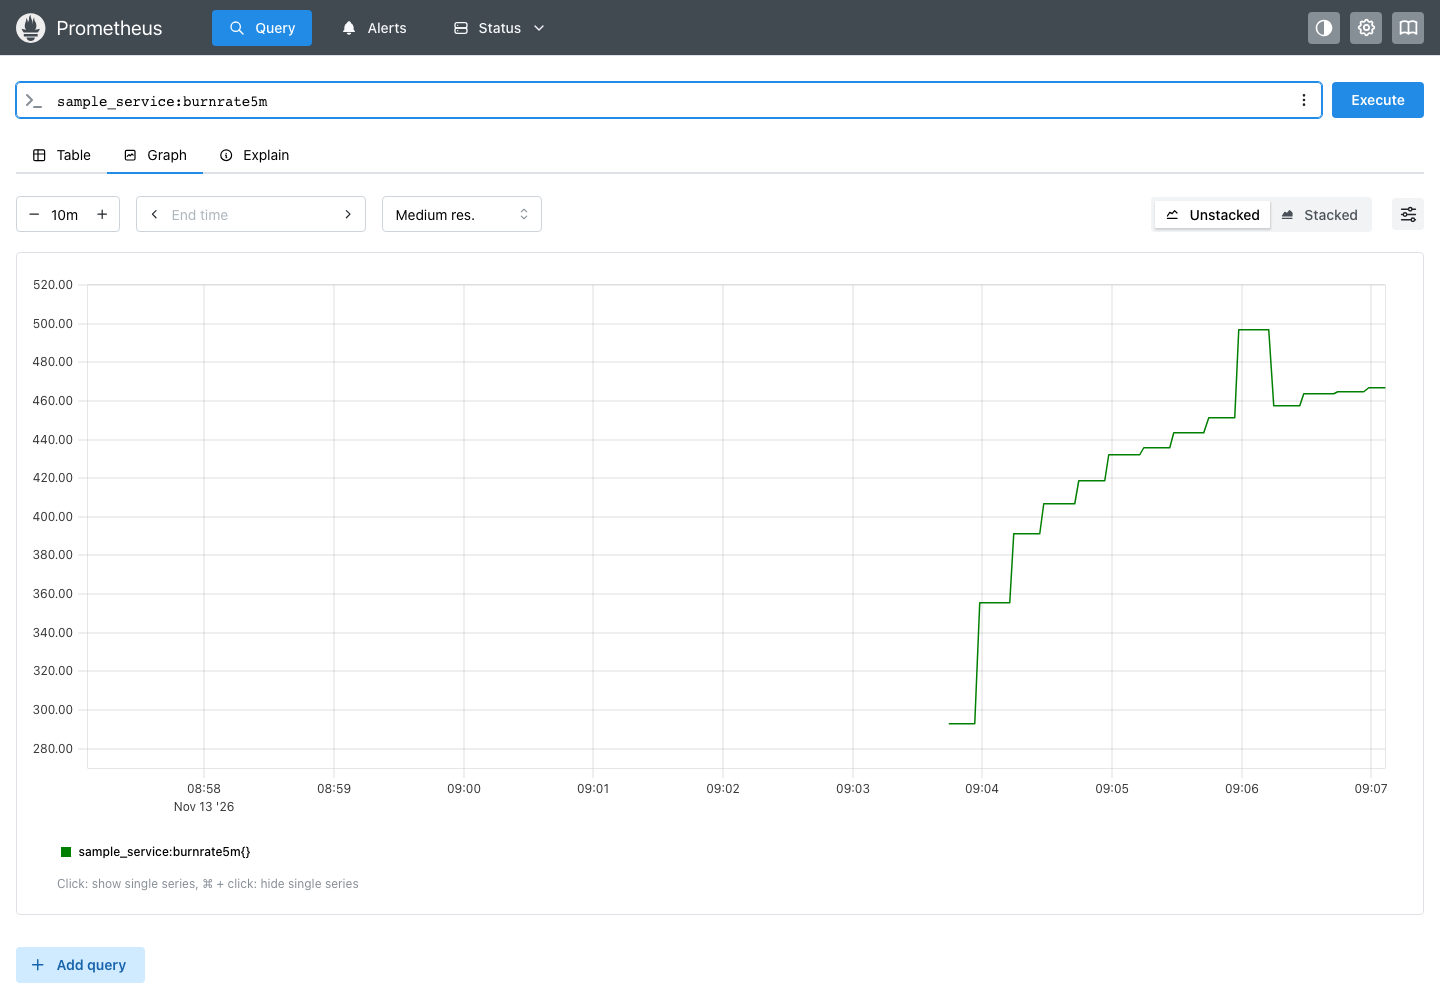 Prometheus
Query
Alerts
Status
sample_service:burnrate5m
Execute
Table
Graph
Explain
10m
End time
Medium res.
Unstacked
Stacked
520.00
500.00
480.00
460.00
440.00
420.00
400.00
380.00
360.00
340.00
320.00
300.00
280.00
08:58
08:59
09:00
09:01
09:02
09:03
09:04
09:05
09:06
09:07
Nov 13 '26
sample_service:burnrate5m{}
Click: show single series, ⌘ + click: hide single series
Add query